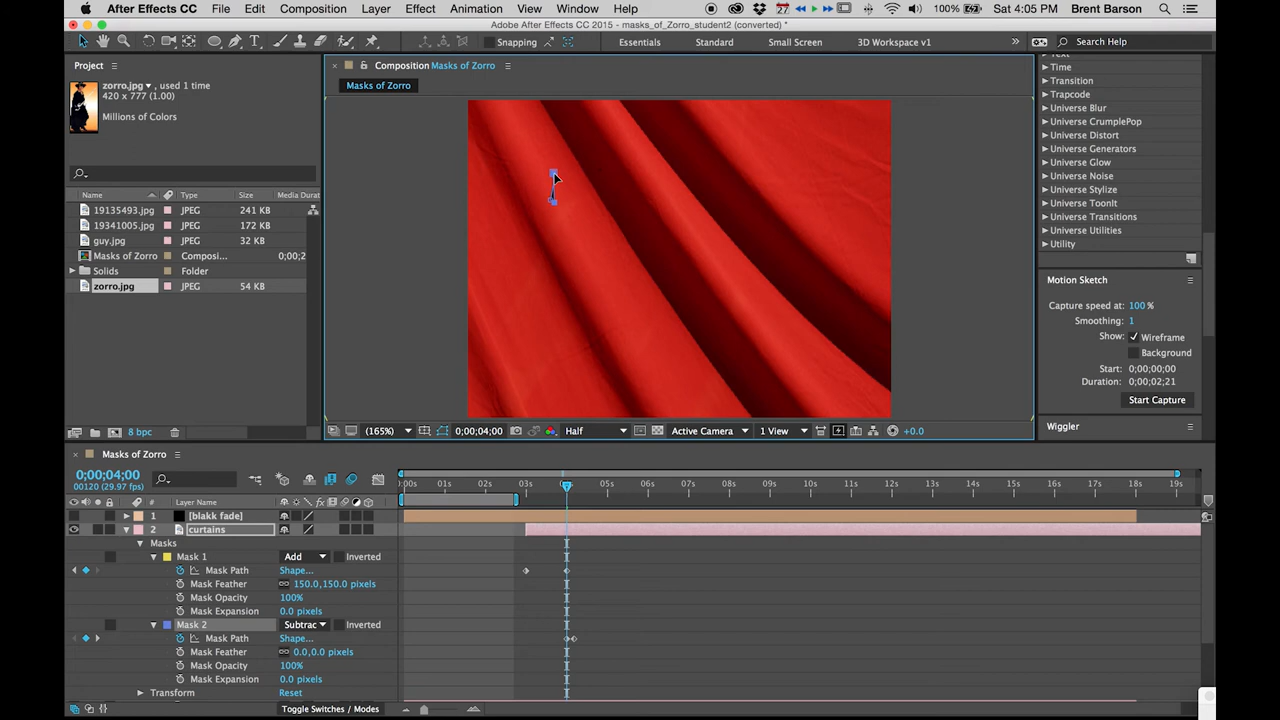 After Effects CC File Edit Composition Layer Effect Animation View Window Help 27 100% Sat 4:05 PM Brent Barson
Adobe After Effects CC 2015 - masks_of_Zorro_student2 (converted) *
Snapping Essentials Standard Small Screen 3D Workspace v1 » Search Help
Project
Composition Masks of Zorro
Masks of Zorro
zorro.jpg, used 1 time
420 x 777 (1.00)
Millions of Colors
Name Type Size Media Durat
19135493.jpg JPEG 241 KB
19341005.jpg JPEG 172 KB
guy.jpg JPEG 32 KB
Masks of Zorro Composi... 0;00;2
Solids Folder
zorro.jpg JPEG 54 KB
8 bpc
(165%) 0;00;04;00 Half Active Camera 1 View +0.0
Time
Transition
Trapcode
Universe Blur
Universe CrumplePop
Universe Distort
Universe Generators
Universe Glow
Universe Noise
Universe Stylize
Universe ToonIt
Universe Transitions
Universe Utilities
Utility
Motion Sketch
Capture speed at: 100 %
Smoothing: 1
Show: Wireframe
Background
Start: 0;00;00;00
Duration: 0;00;02;21
Start Capture
Wiggler
Masks of Zorro
0;00;04;00
00120 (29.97 fps)
# Layer Name
:00s 01s 02s 03s 05s 06s 07s 08s 09s 10s 11s 12s 13s 14s 15s 16s 17s 18s 19s
1 [blakk fade]
2 curtains
Masks
Mask 1 Add Inverted
Mask Path Shape...
Mask Feather 150.0,150.0 pixels
Mask Opacity 100%
Mask Expansion 0.0 pixels
Mask 2 Subtrac Inverted
Mask Path Shape...
Mask Feather 0.0,0.0 pixels
Mask Opacity 100%
Mask Expansion 0.0 pixels
Transform Reset
Toggle Switches / Modes